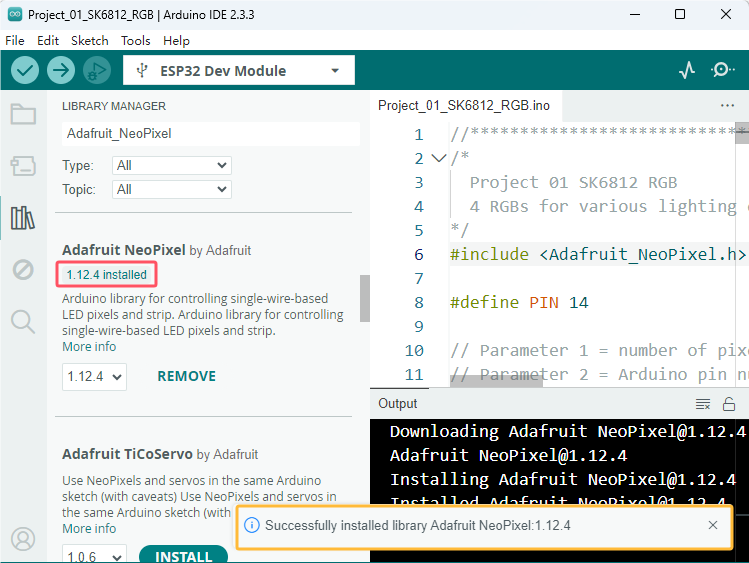 Project_01_SK6812_RGB | Arduino IDE 2.3.3
File Edit Sketch Tools Help
ESP32 Dev Module
LIBRARY MANAGER
Adafruit_NeoPixel
Type: All
Topic: All
Adafruit NeoPixel by Adafruit
1.12.4 installed
Arduino library for controlling single-wire-based
LED pixels and strip. Arduino library for controlling
single-wire-based LED pixels and strip.
More info
1.12.4 REMOVE
Adafruit TiCoServo by Adafruit
Use NeoPixels and servos in the same Arduino
sketch (with caveats) Use NeoPixels and servos in
the same Arduino sketch (with
More info
1.0.6 INSTALL
Project_01_SK6812_RGB.ino
1 //****************************
2 /*
3 Project 01 SK6812 RGB
4 4 RGBs for various lighting
5 */
6 #include <Adafruit_NeoPixel.h>
7
8 #define PIN 14
9
10 // Parameter 1 = number of pix
11 // Parameter 2 = Arduino pin nu
Output
Downloading Adafruit NeoPixel@1.12.4
Adafruit NeoPixel@1.12.4
Installing Adafruit NeoPixel@1.12.4
Installed Adafruit NeoPixel@1.12.4
Successfully installed library Adafruit NeoPixel:1.12.4